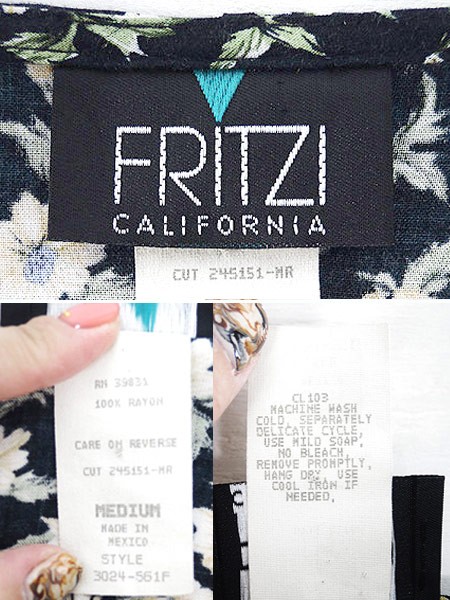 FRITZI
CALIFORNIA
CUT 245151-MR
RN 39831
100% RAYON
CARE ON REVERSE
CUT 245151-MR
MEDIUM
MADE IN
MEXICO
STYLE
3024-561F
CL103
MACHINE WASH
COLD, SEPARATELY
DELICATE CYCLE,
USE MILD SOAP,
NO BLEACH,
REMOVE PROMPTLY,
HANG DRY, USE
COOL IRON IF
NEEDED,